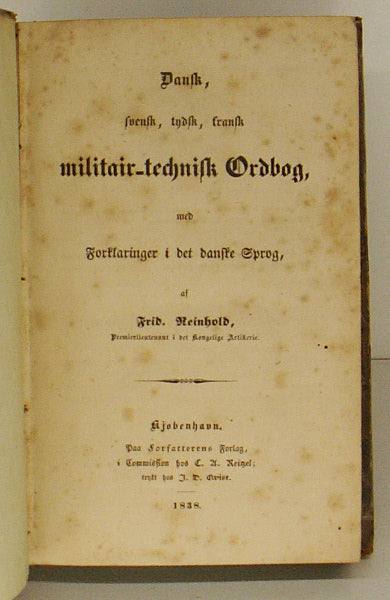 Dansk,
svensk, tydsk, fransk
militair-technisk Ordbog,
med
Forklaringer i det danske Sprog,
af
Frid. Reinhold,
Premierlieutenant i det Kongelige Artillerie.
Kjøbenhavn.
Paa Forfatterens Forlag,
i Commission hos C. A. Reitzel;
trykt hos J. D. Qvist.
1838.